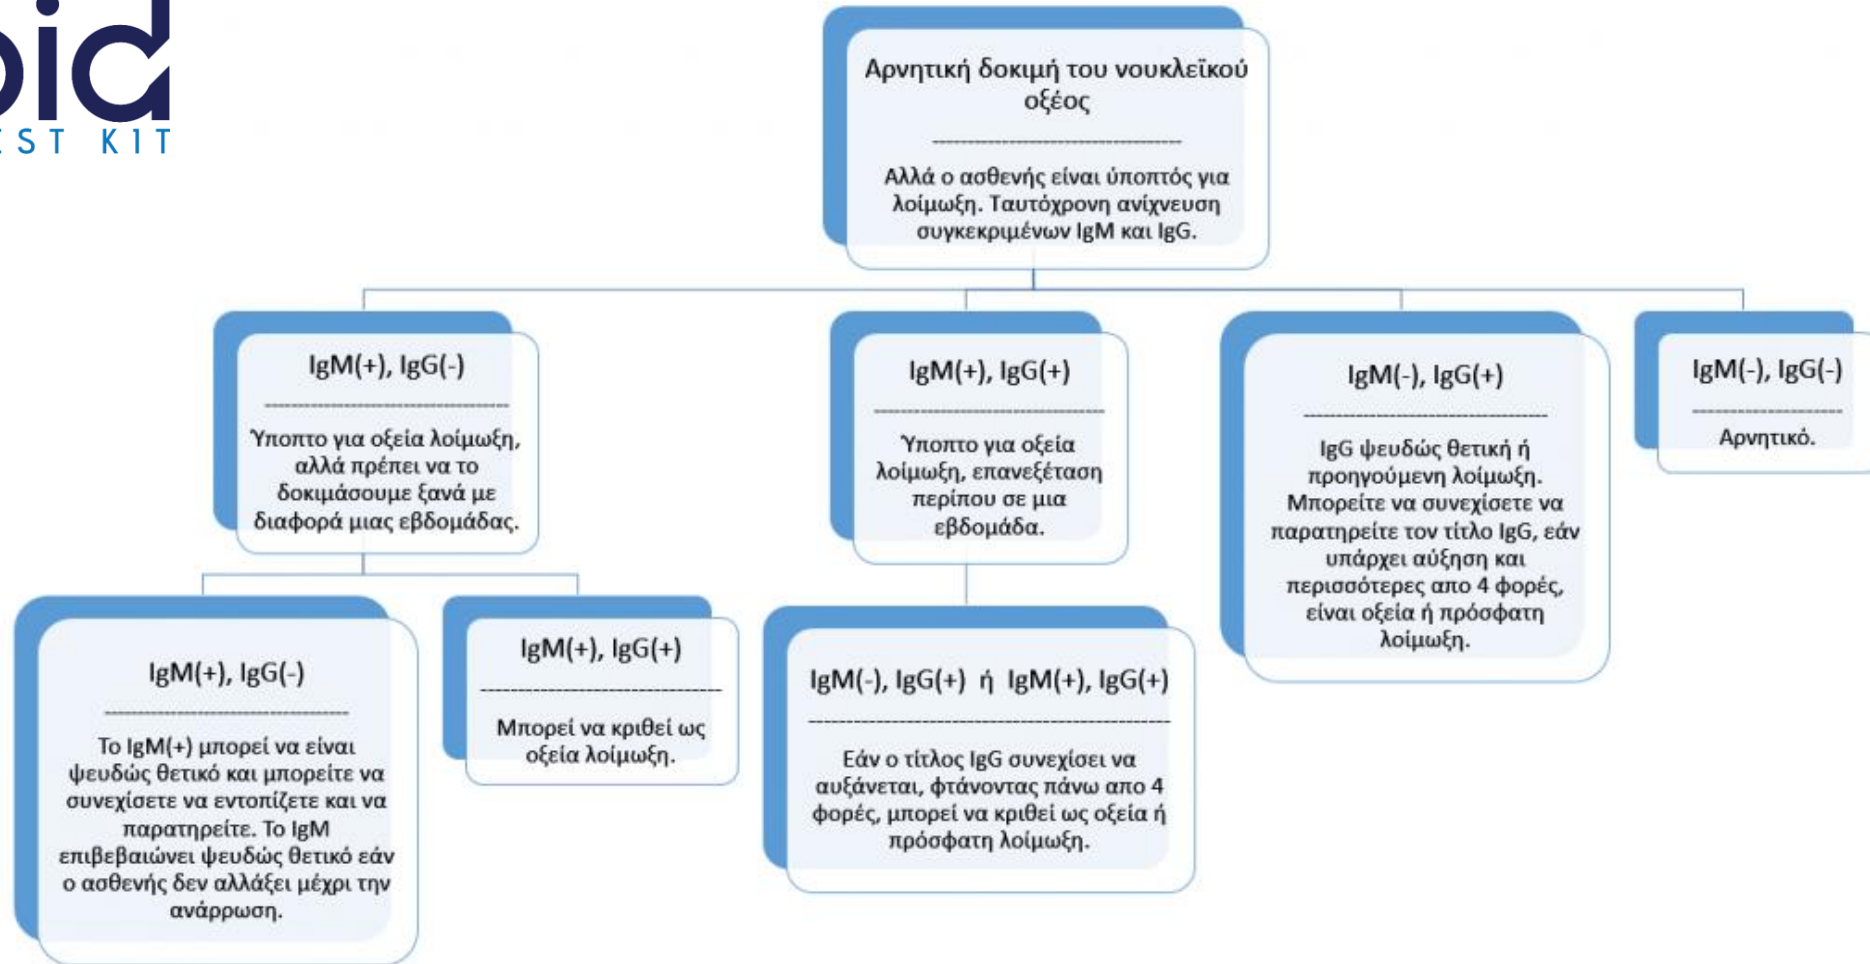 pid
EST KIT
Αρνητική δοκιμή του νουκλεϊκού
οξέος
------------------------------------
Αλλά ο ασθενής είναι ύποπτός για
λοίμωξη. Ταυτόχρονη ανίχνευση
συγκεκριμένων IgM και IgG.
IgM(+), IgG(-)
-----------------------------------
Ύποπτο για οξεία λοίμωξη,
αλλά πρέπει να το
δοκιμάσουμε ξανά με
διαφορά μιας εβδομάδας.
IgM(+), IgG(+)
---------------------------------
Ύποπτο για οξεία
λοίμωξη, επανεξέταση
περίπου σε μια
εβδομάδα.
IgM(-), IgG(+)
-----------------------------------
IgG ψευδώς θετική ή
προηγούμενη λοίμωξη.
Μπορείτε να συνεχίσετε να
παρατηρείτε τον τίτλο IgG, εάν
υπάρχει αύξηση και
περισσότερες απο 4 φορές,
είναι οξεία ή πρόσφατη
λοίμωξη.
IgM(-), IgG(-)
---------------------
Αρνητικό.
IgM(+), IgG(-)
-----------------------------------
Το IgM(+) μπορεί να είναι
ψευδώς θετικό και μπορείτε να
συνεχίσετε να εντοπίζετε και να
παρατηρείτε. Το IgM
επιβεβαιώνει ψευδώς θετικό εάν
ο ασθενής δεν αλλάξει μέχρι την
ανάρρωση.
IgM(+), IgG(+)
-----------------------------------
Μπορεί να κριθεί ως
οξεία λοίμωξη.
IgM(-), IgG(+) ή IgM(+), IgG(+)
----------------------------------------------------
Εάν ο τίτλος IgG συνεχίσει να
αυξάνεται, φτάνοντας πάνω απο 4
φορές, μπορεί να κριθεί ως οξεία ή
πρόσφατη λοίμωξη.